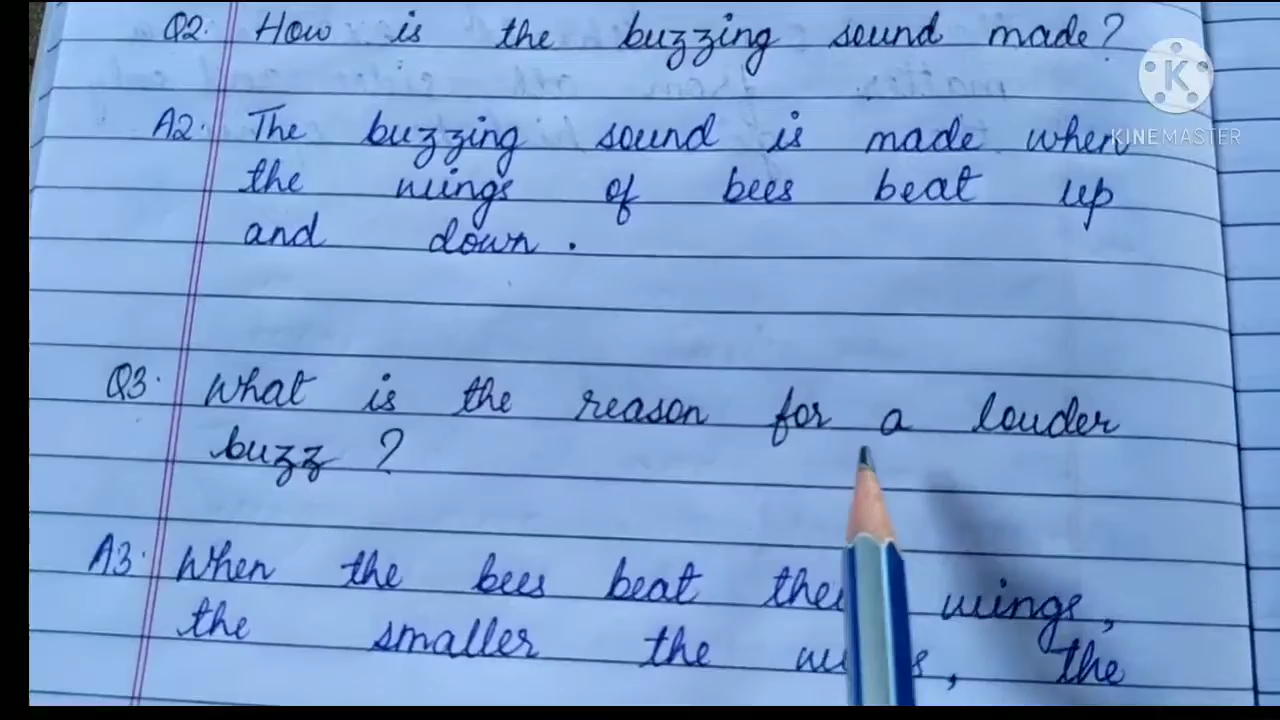 Q2. How is the buzzing sound made?
A2. The buzzing sound is made when
the wings of bees beat up
and down.
Q3. What is the reason for a louder
buzz?
A3. When the bees beat wings,
the smaller the the
K
KINEMASTER